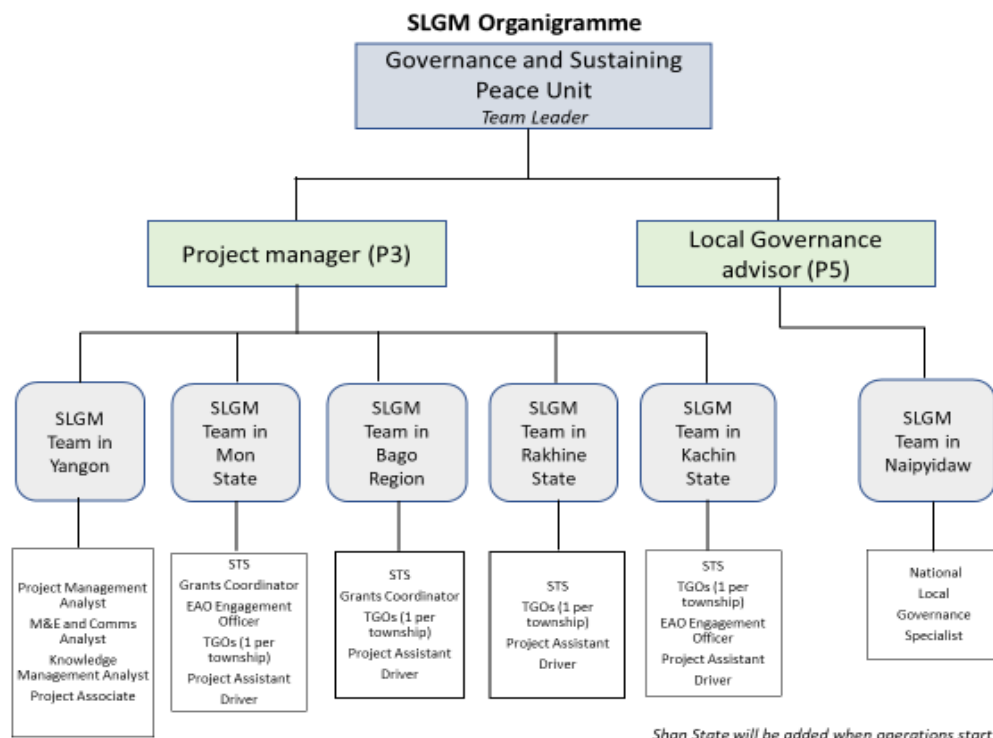 SLGM Organigramme
Governance and Sustaining
Peace Unit
Team Leader
Project manager (P3)
Local Governance
advisor (P5)
SLGM
Team in
Yangon
SLGM
Team in
Mon
State
SLGM
Team in
Bago
Region
SLGM
Team in
Rakhine
State
SLGM
Team in
Kachin
State
SLGM
Team in
Naipyidaw
Project Management
Analyst
M&E and Comms
Analyst
Knowledge
Management Analyst
Project Associate
STS
Grants Coordinator
EAO Engagement
Officer
TGOs (1 per
township)
Project Assistant
Driver
STS
Grants Coordinator
TGOs (1 per
township)
Project Assistant
Driver
STS
TGOs (1 per
township)
Project Assistant
Driver
STS
TGOs (1 per
township)
EAO Engagement
Officer
Project Assistant
Driver
National
Local
Governance
Specialist
Shan State will be added when operations start